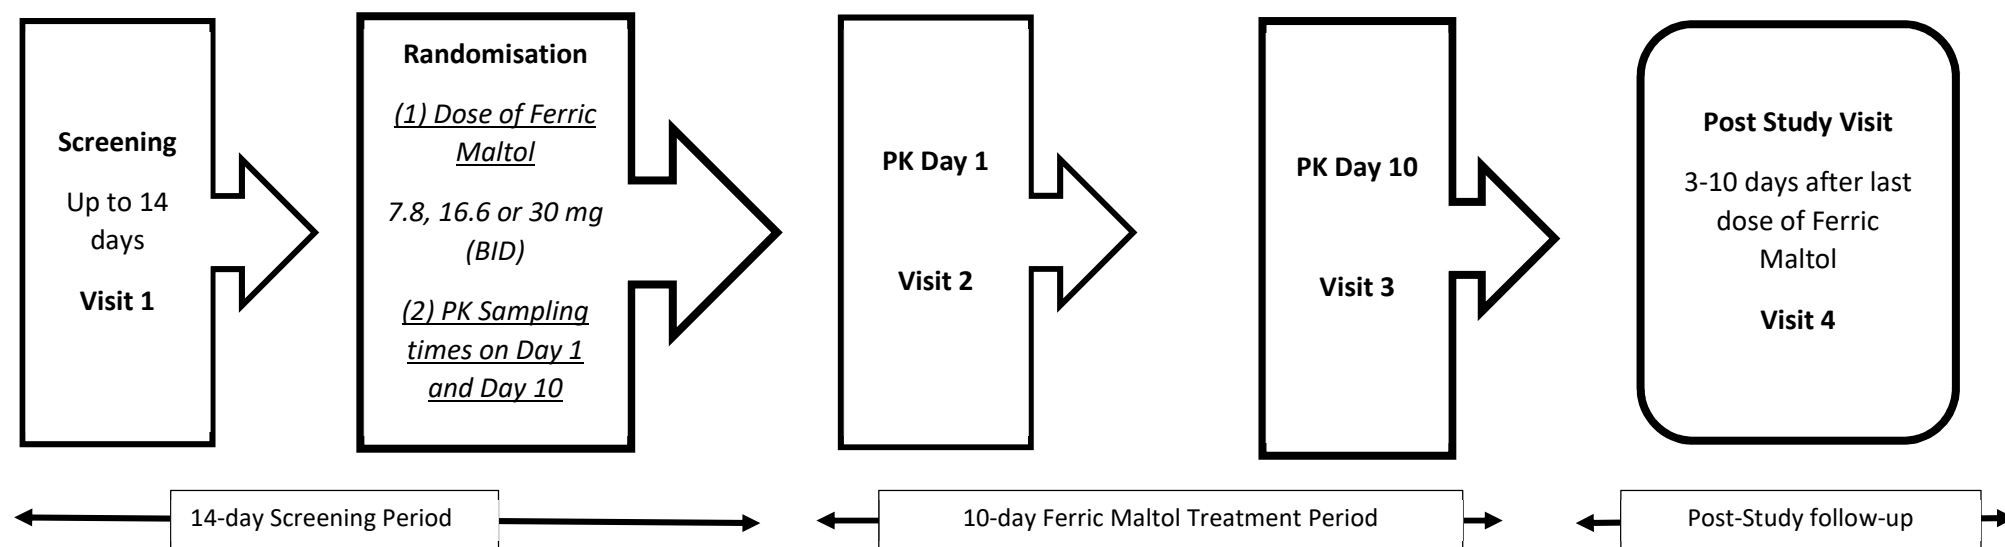 Screening
Up to 14
days
Visit 1
Randomisation
(1) Dose of Ferric
Maltol
7.8, 16.6 or 30 mg
(BID)
(2) PK Sampling
times on Day 1
and Day 10
PK Day 1
Visit 2
PK Day 10
Visit 3
Post Study Visit
3-10 days after last
dose of Ferric
Maltol
Visit 4
14-day Screening Period
10-day Ferric Maltol Treatment Period
Post-Study follow-up